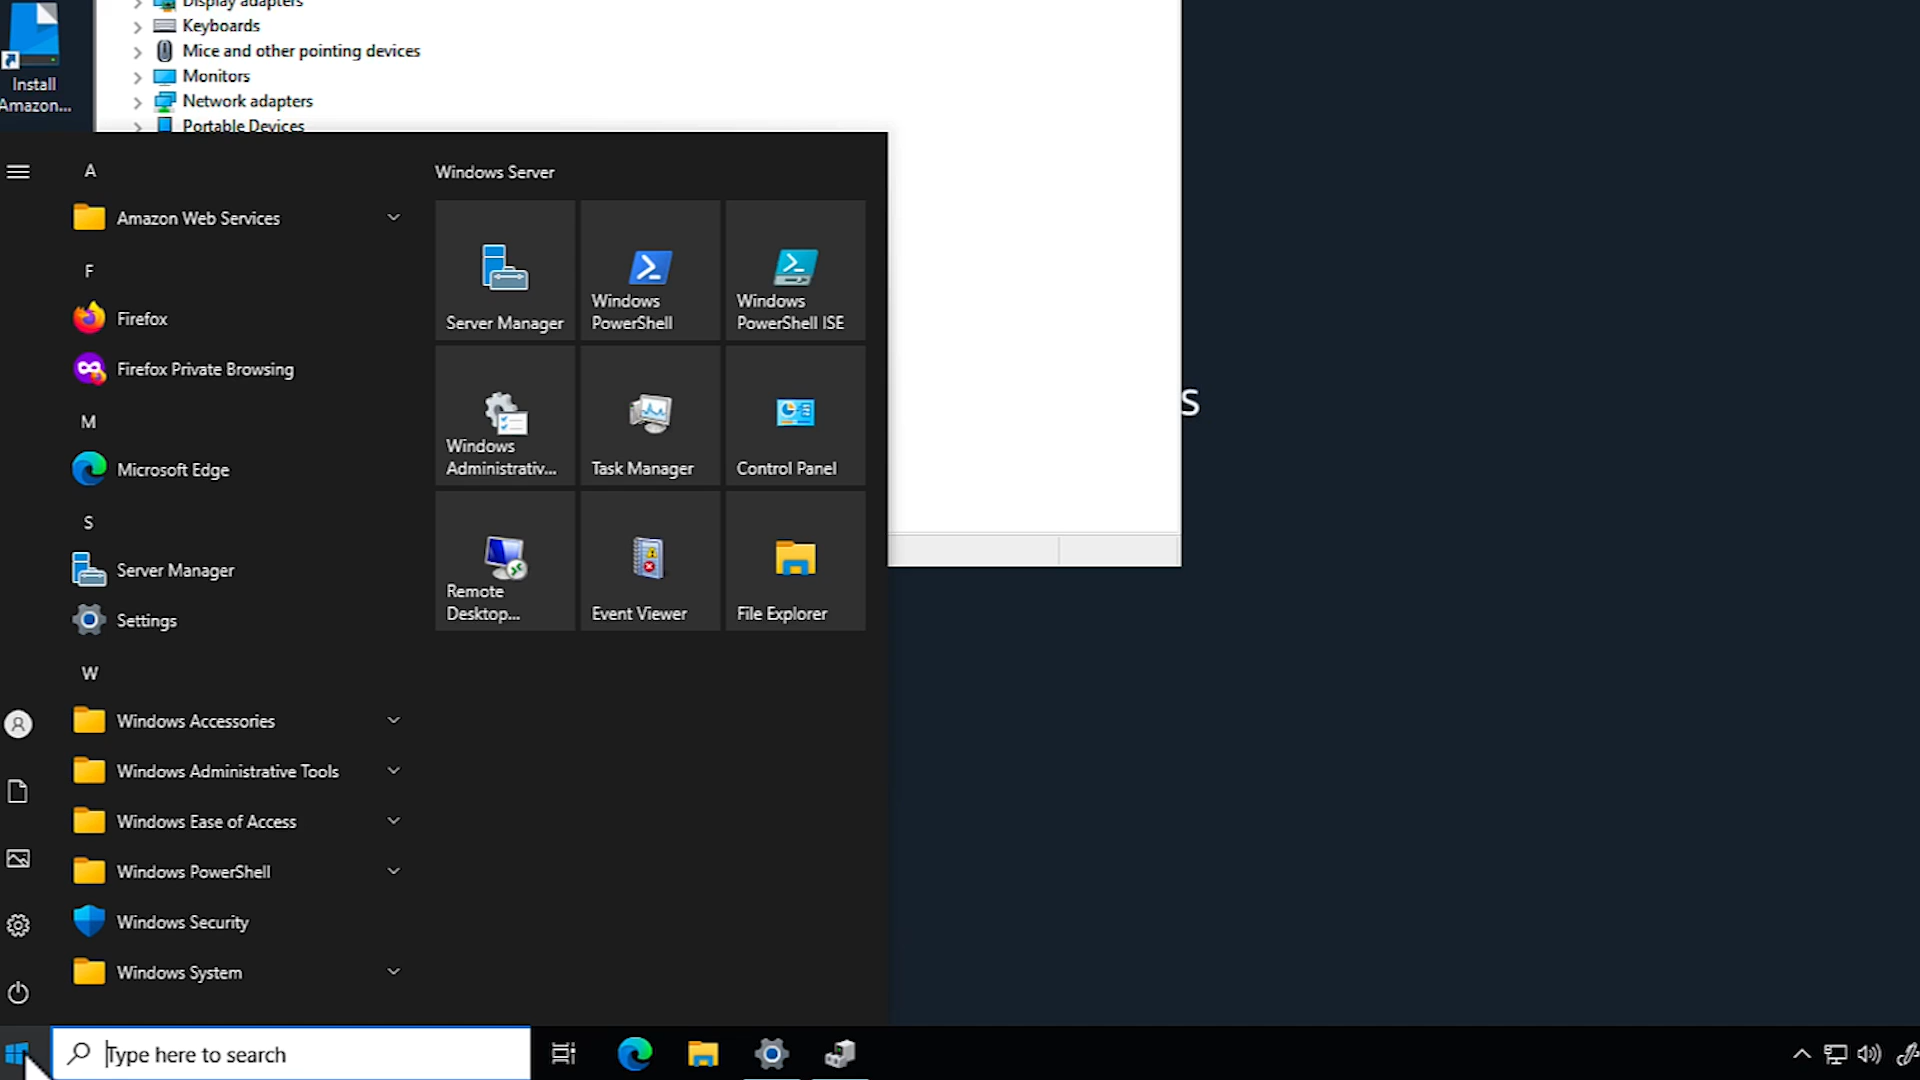 Display adapters
Keyboards
Mice and other pointing devices
Monitors
Network adapters
Portable Devices
Install
Amazon...
A
Amazon Web Services
F
Firefox
Firefox Private Browsing
M
Microsoft Edge
S
Server Manager
Settings
W
Windows Accessories
Windows Administrative Tools
Windows Ease of Access
Windows PowerShell
Windows Security
Windows System
Windows Server
Server Manager
Windows
PowerShell
Windows
PowerShell ISE
Windows
Administrativ...
Task Manager
Control Panel
Remote
Desktop...
Event Viewer
File Explorer
s
Type here to search